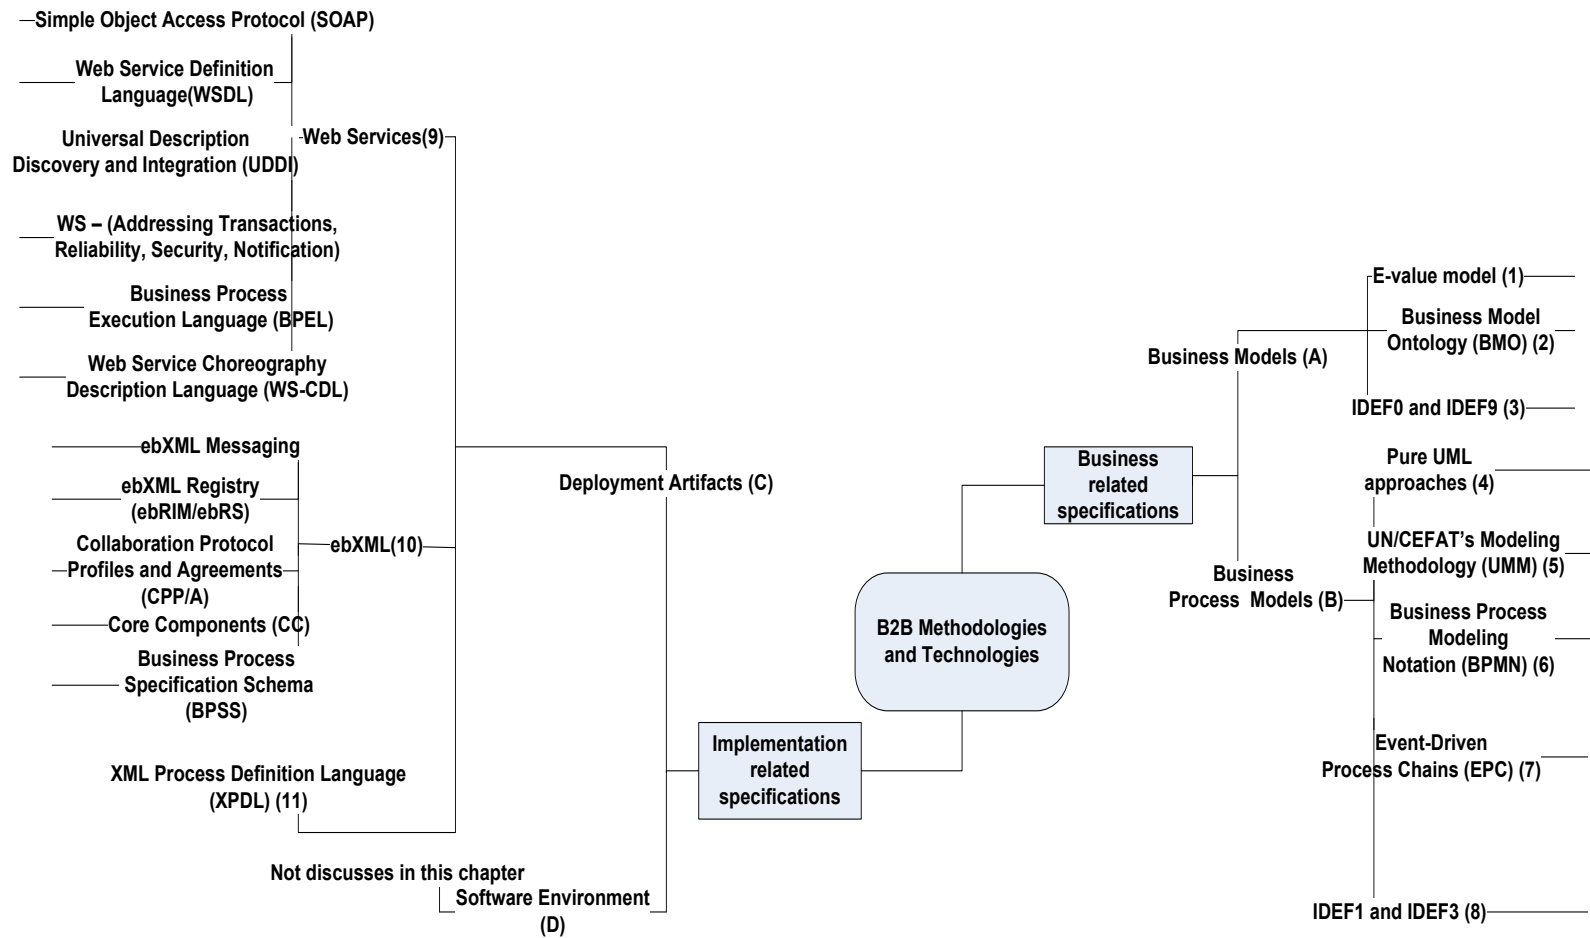 Simple Object Access Protocol (SOAP)
Web Service Definition
Language(WSDL)
Universal Description
Discovery and Integration (UDDI)
Web Services(9)
WS – (Addressing Transactions,
Reliability, Security, Notification)
Business Process
Execution Language (BPEL)
Web Service Choreography
Description Language (WS-CDL)
ebXML Messaging
ebXML Registry
(ebRIM/ebRS)
Collaboration Protocol
Profiles and Agreements
(CPP/A)
ebXML(10)
Core Components (CC)
Business Process
Specification Schema
(BPSS)
XML Process Definition Language
(XPDL) (11)
Not discusses in this chapter
Software Environment
(D)
Deployment Artifacts (C)
Implementation
related
specifications
B2B Methodologies
and Technologies
Business
related
specifications
Business Models (A)
Business
Process Models (B)
E-value model (1)
Business Model
Ontology (BMO) (2)
IDEF0 and IDEF9 (3)
Pure UML
approaches (4)
UN/CEFAT's Modeling
Methodology (UMM) (5)
Business Process
Modeling
Notation (BPMN) (6)
Event-Driven
Process Chains (EPC) (7)
IDEF1 and IDEF3 (8)